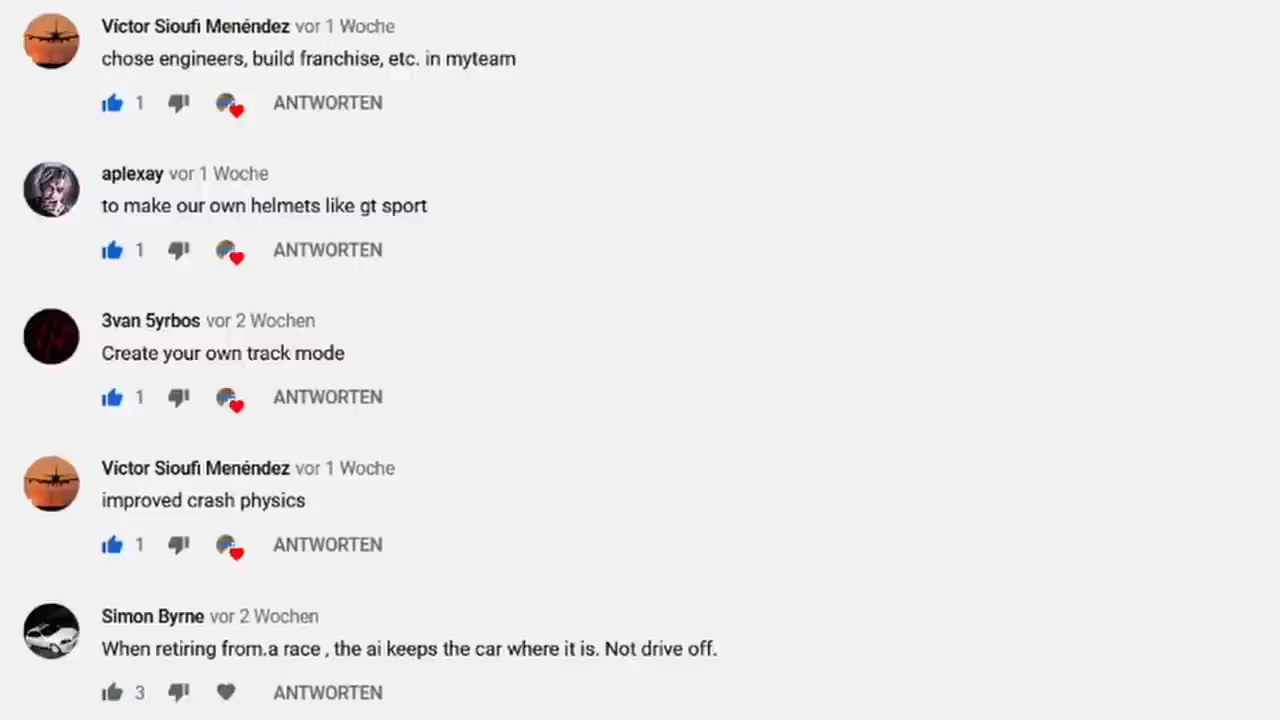 Víctor Sioufi Menéndez vor 1 Woche
chose engineers, build franchise, etc. in myteam
1 ANTWORTEN
aplexay vor 1 Woche
to make our own helmets like gt sport
1 ANTWORTEN
3van 5yrbos vor 2 Wochen
Create your own track mode
1 ANTWORTEN
Víctor Sioufi Menéndez vor 1 Woche
improved crash physics
1 ANTWORTEN
Simon Byrne vor 2 Wochen
When retiring from.a race , the ai keeps the car where it is. Not drive off.
3 ANTWORTEN